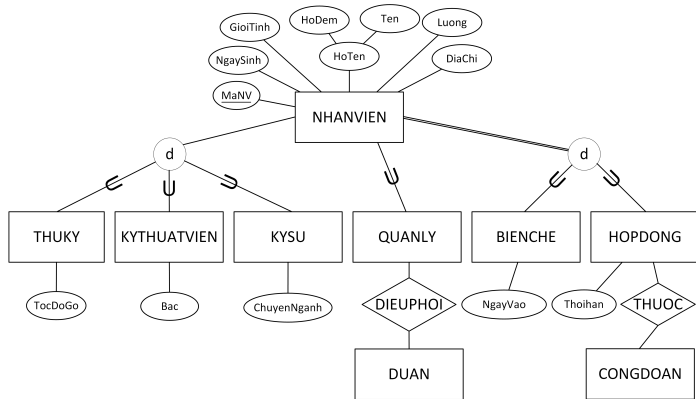 GioiTinh
HoDem
Ten
Luong
HoTen
NgaySinh
DiaChi
MaNV
NHANVIEN
d
d
THUKY
KYTHUATVIEN
KYSU
QUANLY
BIENCHE
HOPDONG
TocDoGo
Bac
ChuyenNganh
DIEUPHOI
NgayVao
Thoihan
THUOC
DUAN
CONGDOAN